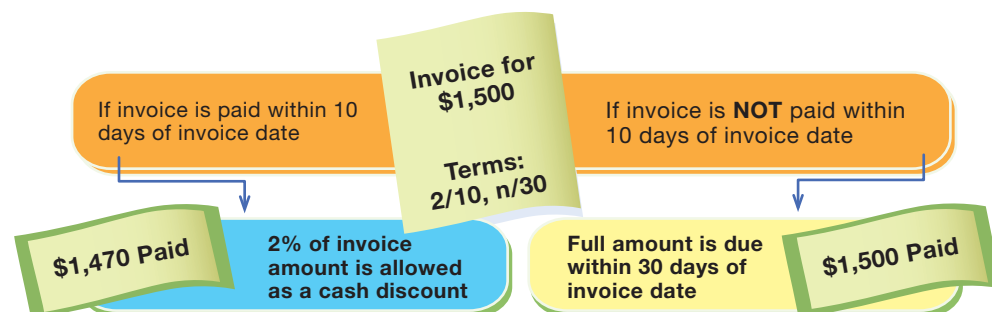 Invoice for
$1,500
Terms:
2/10, n/30
If invoice is paid within 10
days of invoice date
If invoice is NOT paid within
10 days of invoice date
$1,470 Paid
2% of invoice
amount is allowed
as a cash discount
Full amount is due
within 30 days of
invoice date
$1,500 Paid